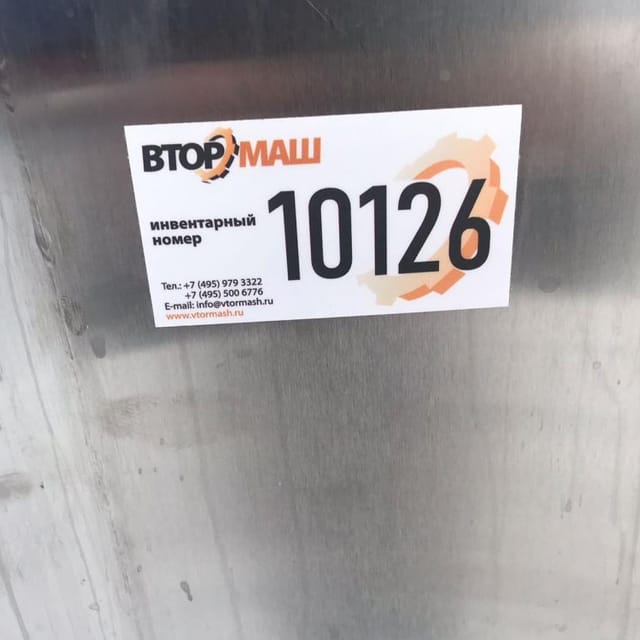 ВТОРМАШ
инвентарный
номер
10126
Тел.: +7 (495) 979 3322
+7 (495) 500 6776
E-mail: info@vtormash.ru
www.vtormash.ru